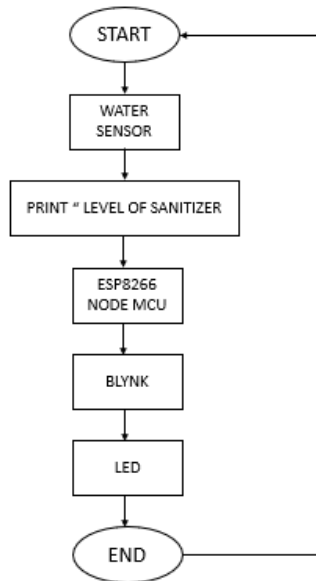 START
WATER
SENSOR
PRINT “ LEVEL OF SANITIZER
ESP8266
NODE MCU
BLYNK
LED
END